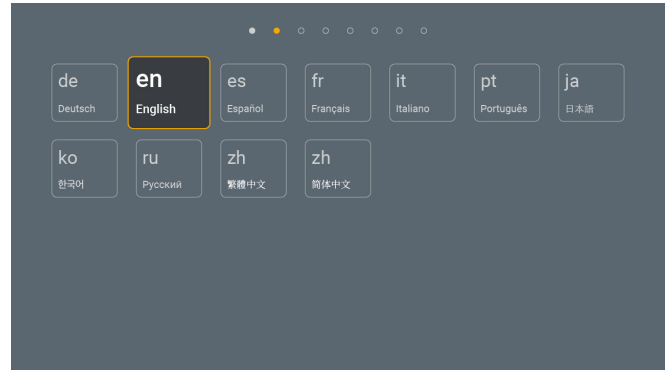 de
Deutsch
en
English
es
Español
fr
Français
it
Italiano
pt
Português
ja
日本語
ko
한국어
ru
Русский
zh
繁體中文
zh
简体中文